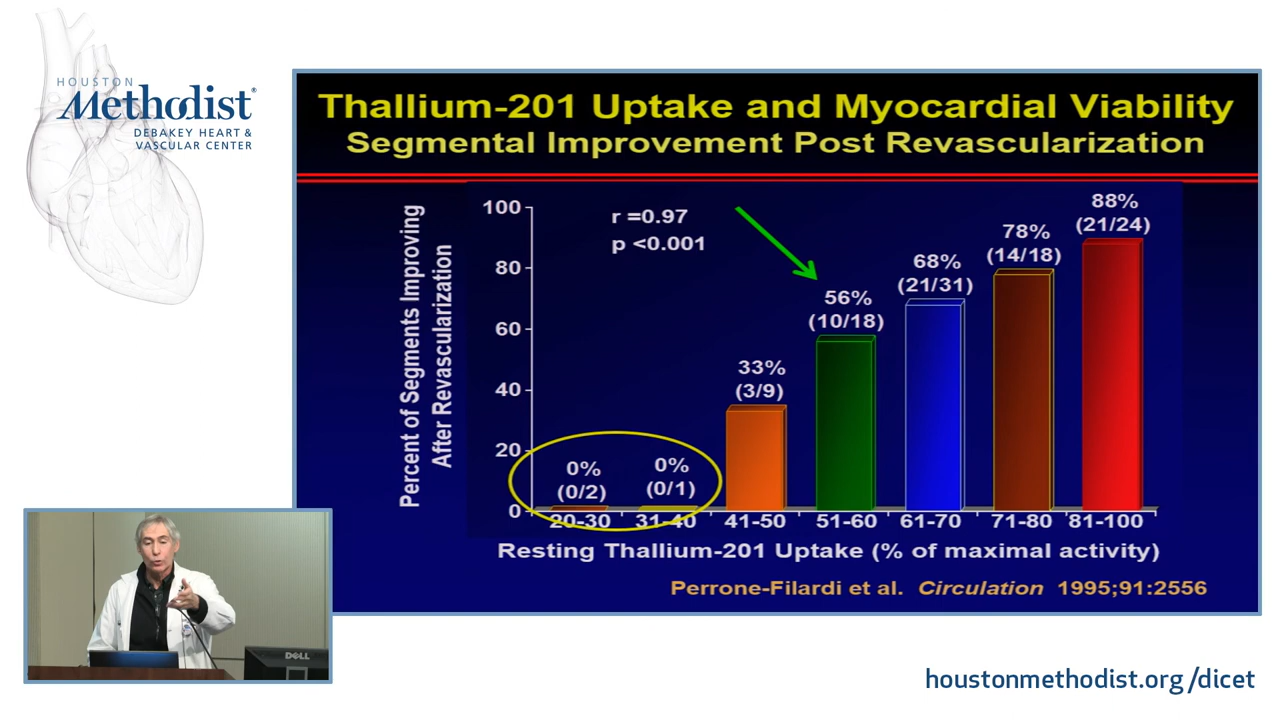 HOUSTON
Methodist®
DEBAKEY HEART &
VASCULAR CENTER
Thallium-201 Uptake and Myocardial Viability
Segmental Improvement Post Revascularization
Percent of Segments Improving
After Revascularization
100
80
60
40
20
0
r =0.97
p <0.001
0%
(0/2)
0%
(0/1)
33%
(3/9)
56%
(10/18)
68%
(21/31)
78%
(14/18)
88%
(21/24)
20-30 31-40 41-50 51-60 61-70 71-80 81-100
Resting Thallium-201 Uptake (% of maximal activity)
Perrone-Filardi et al. Circulation 1995;91:2556
DELL
houstonmethodist.org/dicet